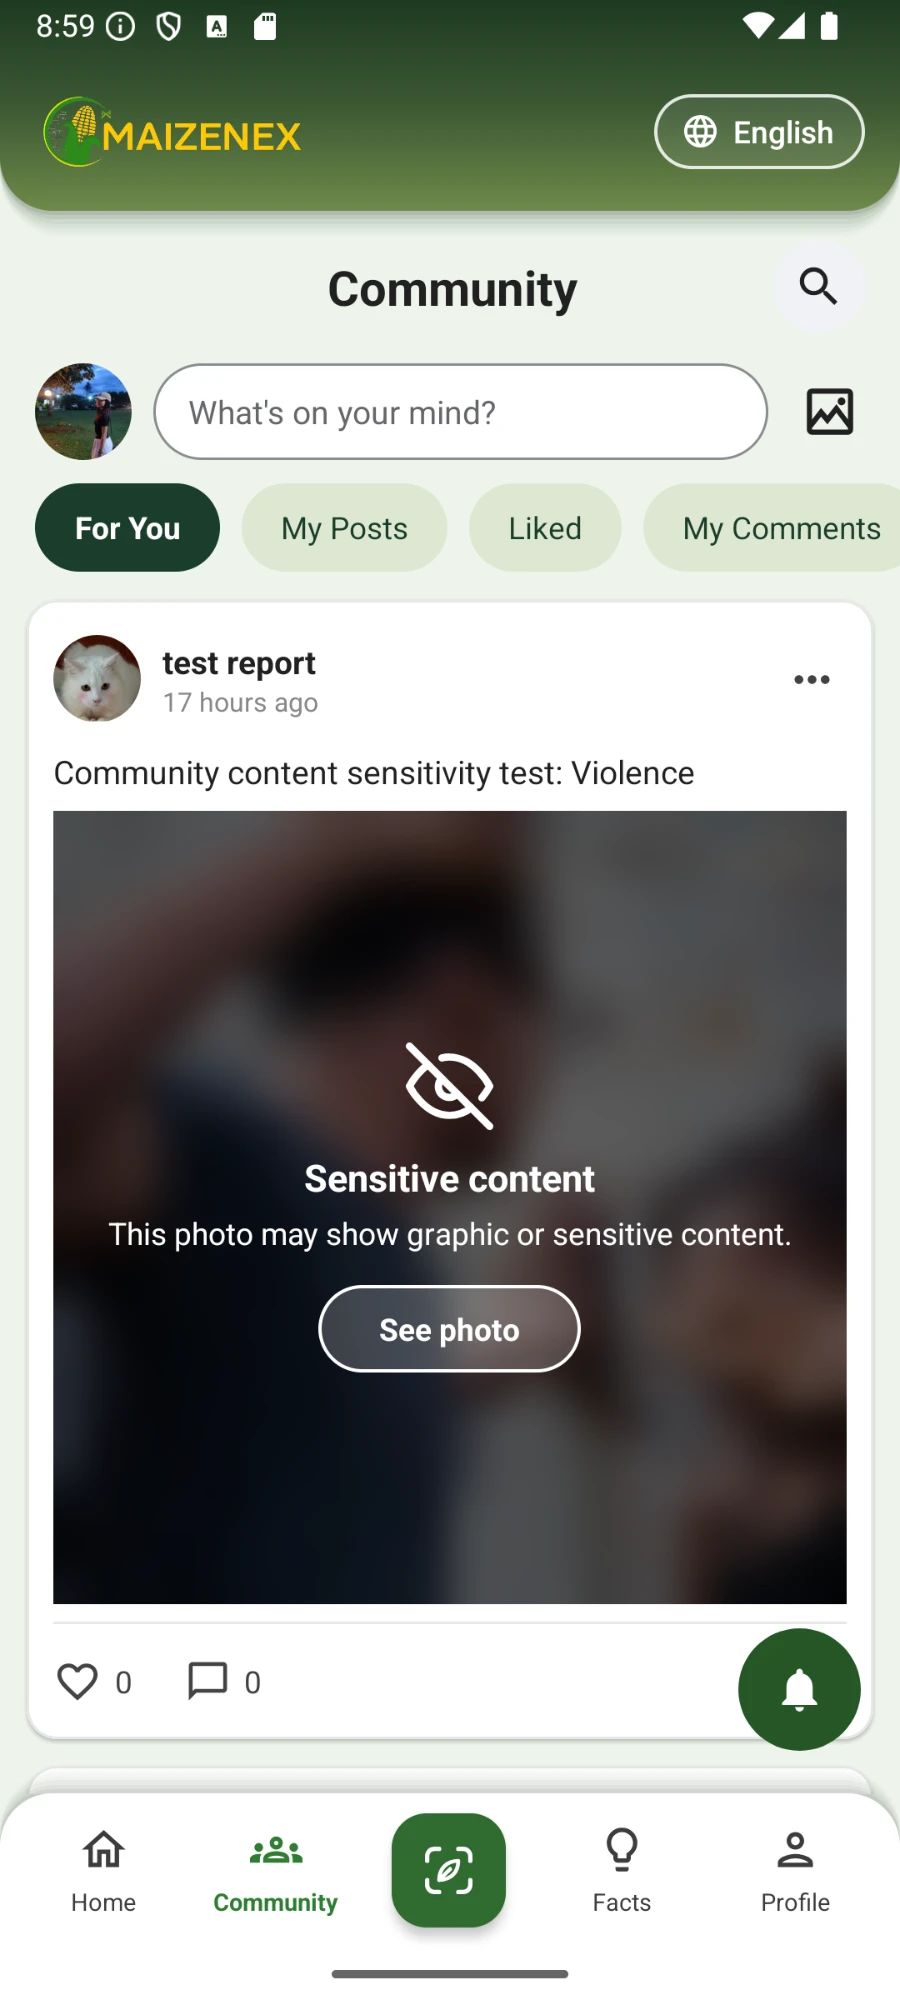 8:59
MAIZENEX
English
Community
What's on your mind?
For You
My Posts
Liked
My Comments
test report
17 hours ago
Community content sensitivity test: Violence
Sensitive content
This photo may show graphic or sensitive content.
See photo
0
0
Home
Community
Facts
Profile